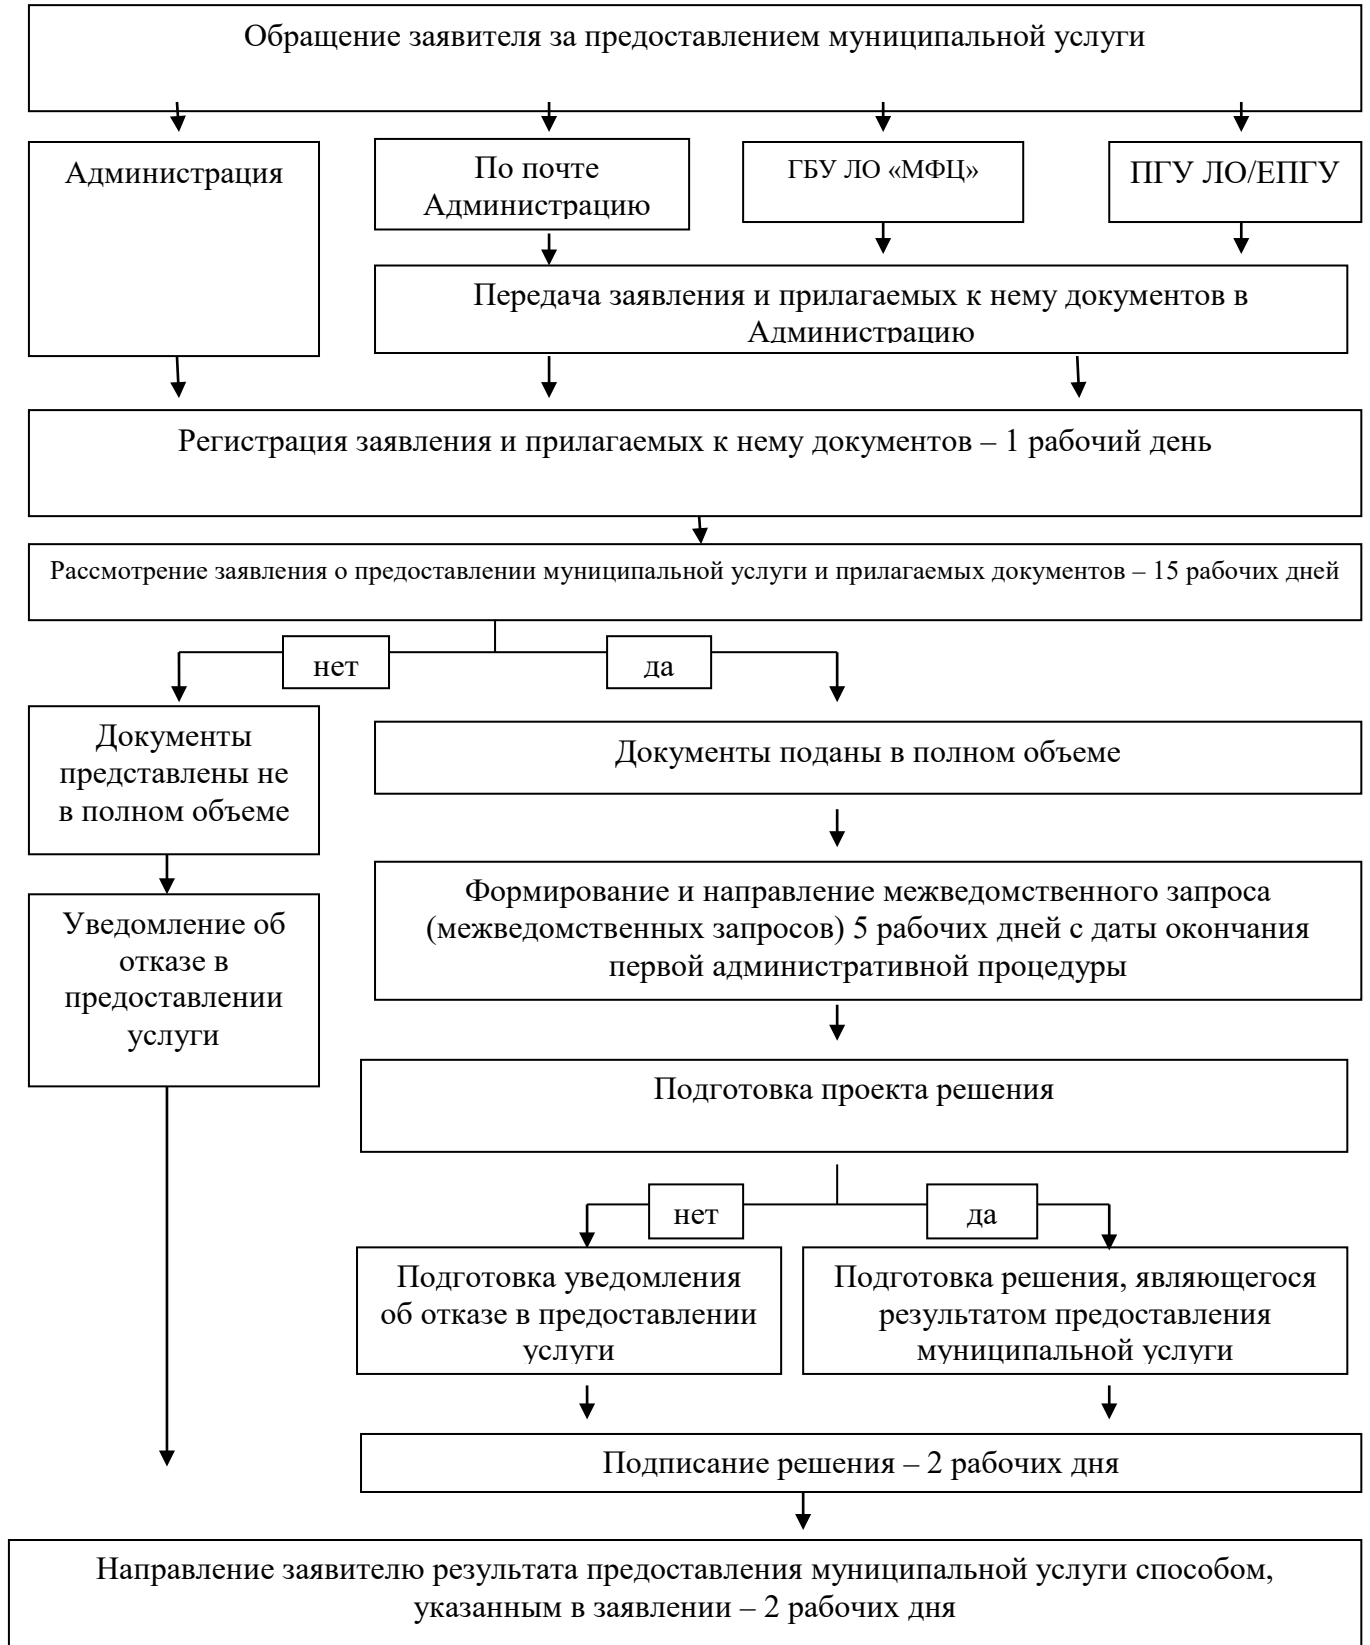 Обращение заявителя за предоставлением муниципальной услуги
Администрация
По почте
Администрацию
ГБУ ЛО «МФЦ»
ПГУ ЛО/ЕПГУ
Передача заявления и прилагаемых к нему документов в
Администрацию
Регистрация заявления и прилагаемых к нему документов – 1 рабочий день
Рассмотрение заявления о предоставлении муниципальной услуги и прилагаемых документов – 15 рабочих дней
нет
да
Документы
представлены не
в полном объеме
Документы поданы в полном объеме
Уведомление об
отказе в
предоставлении
услуги
Формирование и направление межведомственного запроса
(межведомственных запросов) 5 рабочих дней с даты окончания
первой административной процедуры
Подготовка проекта решения
нет
да
Подготовка уведомления
об отказе в предоставлении
услуги
Подготовка решения, являющегося
результатом предоставления
муниципальной услуги
Подписание решения – 2 рабочих дня
Направление заявителю результата предоставления муниципальной услуги способом,
указанным в заявлении – 2 рабочих дня